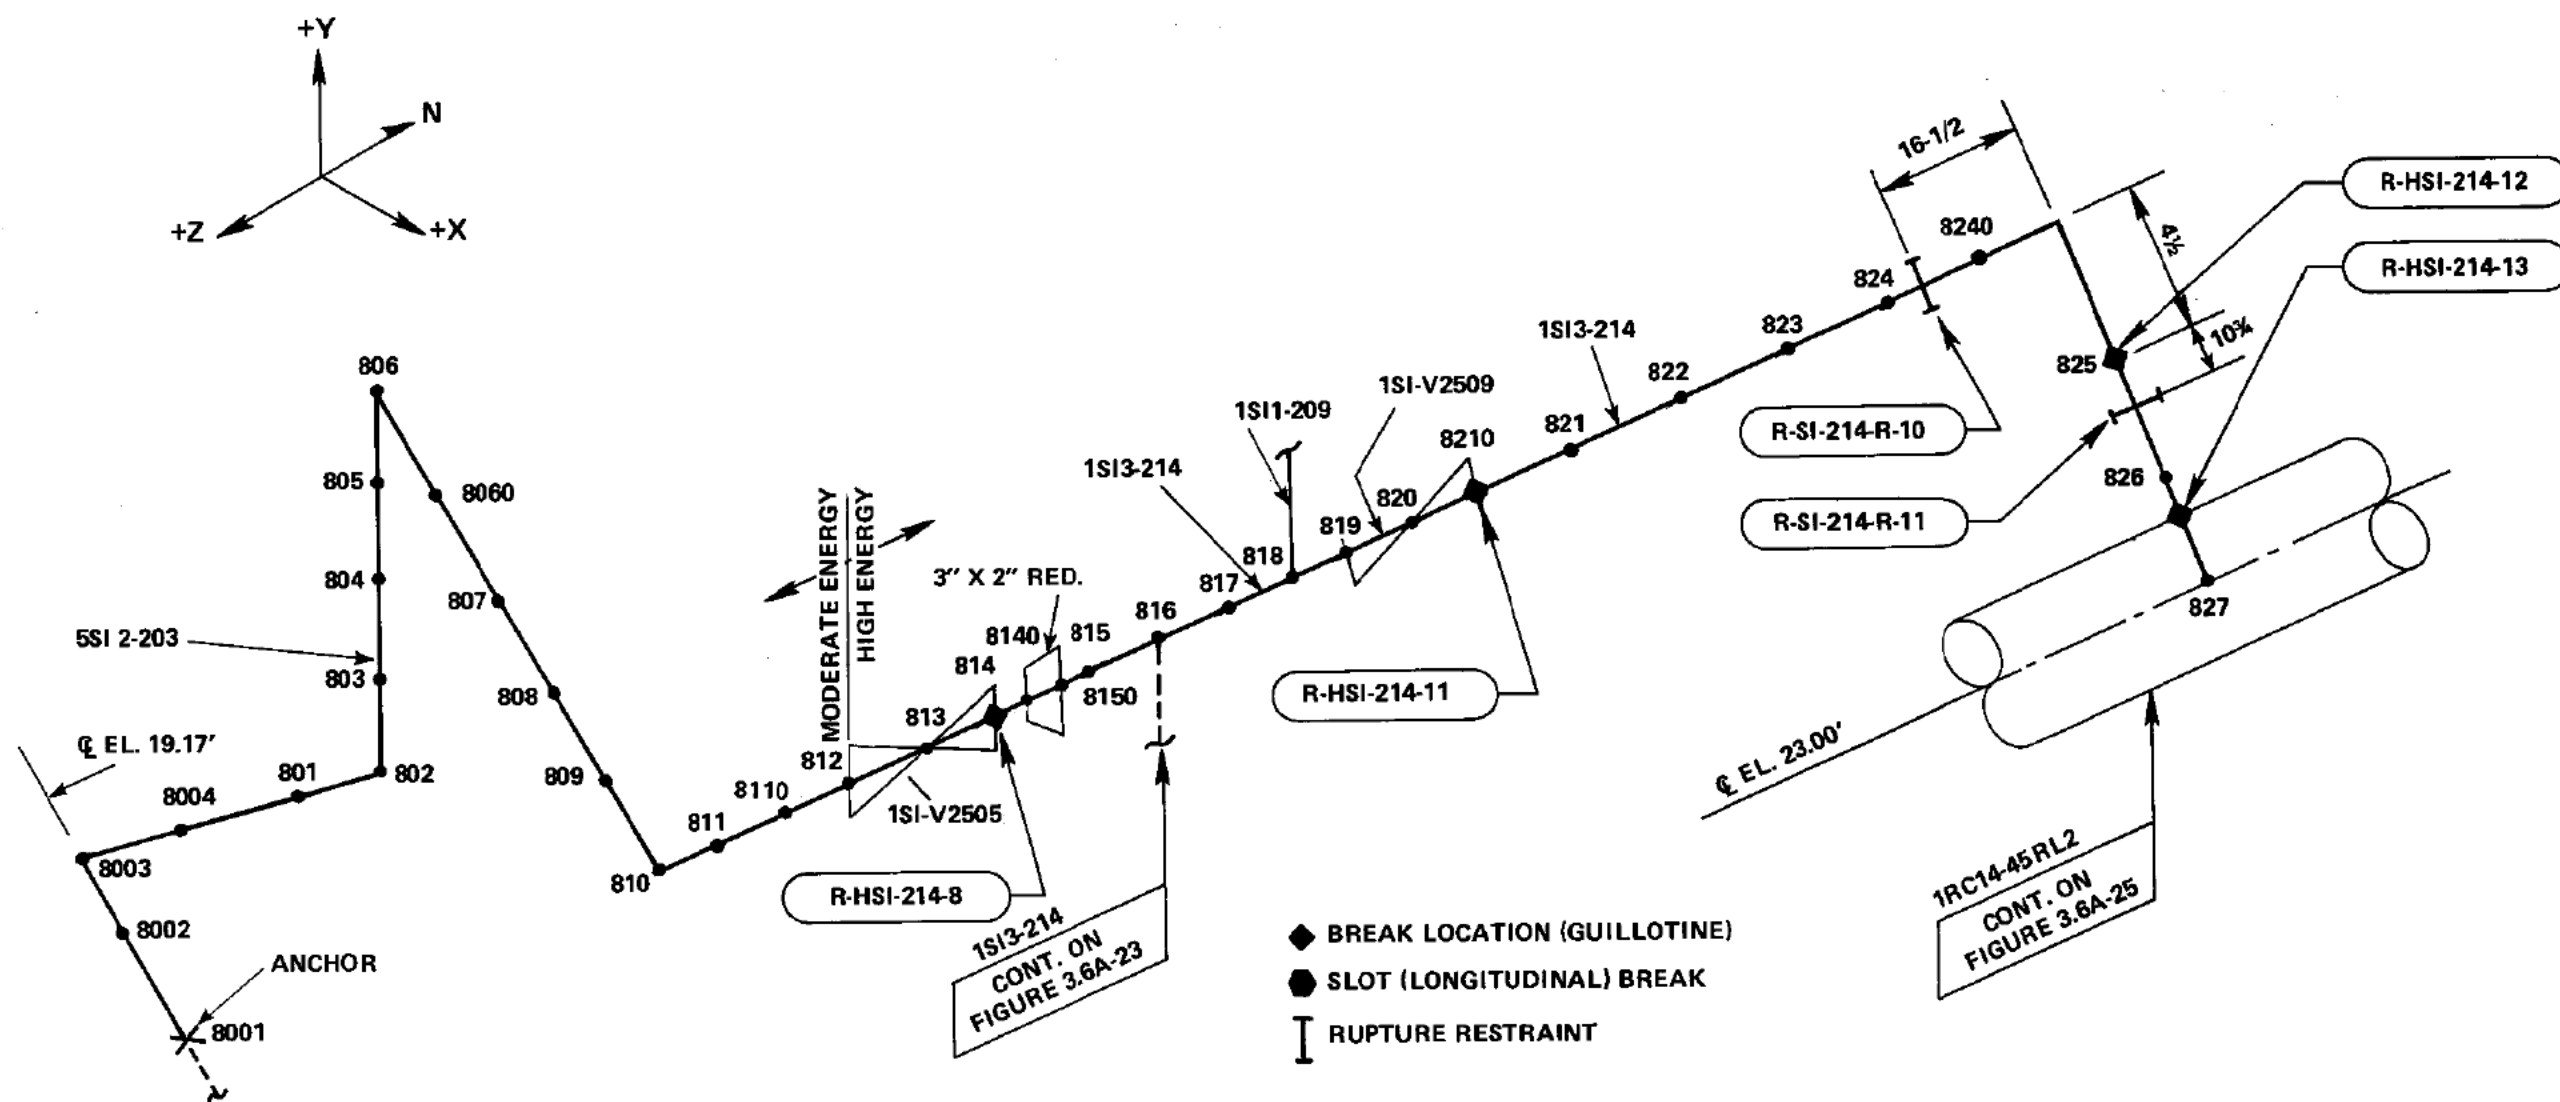 +Y
N
+Z
+X
16-1/2
R-HSI-214-12
8240
4½
R-HSI-214-13
824
10¾
825
1SI3-214
823
R-SI-214-R-10
822
1SI-V2509
806
1SI1-209
821
8210
826
R-SI-214-R-11
805
8060
1SI3-214
820
819
818
804
807
MODERATE ENERGY
HIGH ENERGY
3" X 2" RED.
817
816
827
5SI 2-203
8140
815
803
808
814
8150
R-HSI-214-11
813
℄ EL. 19.17'
812
℄ EL. 23.00'
801
802
809
8110
8004
1SI-V2505
811
8003
810
R-HSI-214-8
1RC14-45RL2
CONT. ON
FIGURE 3.6A-25
8002
1SI3-214
CONT. ON
FIGURE 3.6A-23
BREAK LOCATION (GUILLOTINE)
ANCHOR
SLOT (LONGITUDINAL) BREAK
8001
RUPTURE RESTRAINT